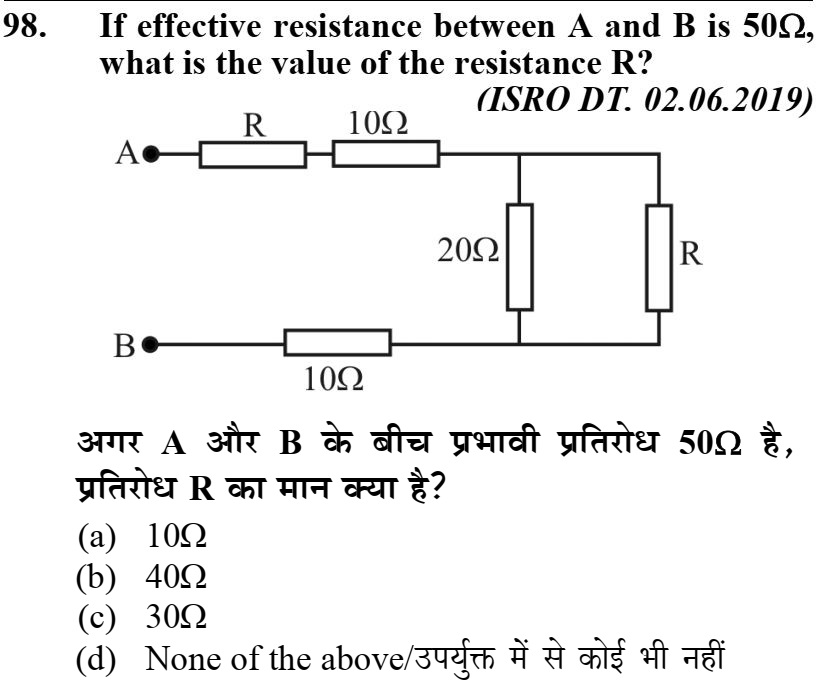 98. If effective resistance between A and B is 50Ω,
what is the value of the resistance R?
(ISRO DT. 02.06.2019)
R 10Ω
A
20Ω R
B
10Ω
अगर A और B के बीच प्रभावी प्रतिरोध 50Ω है,
प्रतिरोध R का मान क्या है?
(a) 10Ω
(b) 40Ω
(c) 30Ω
(d) None of the above/उपर्युक्त में से कोई भी नहीं